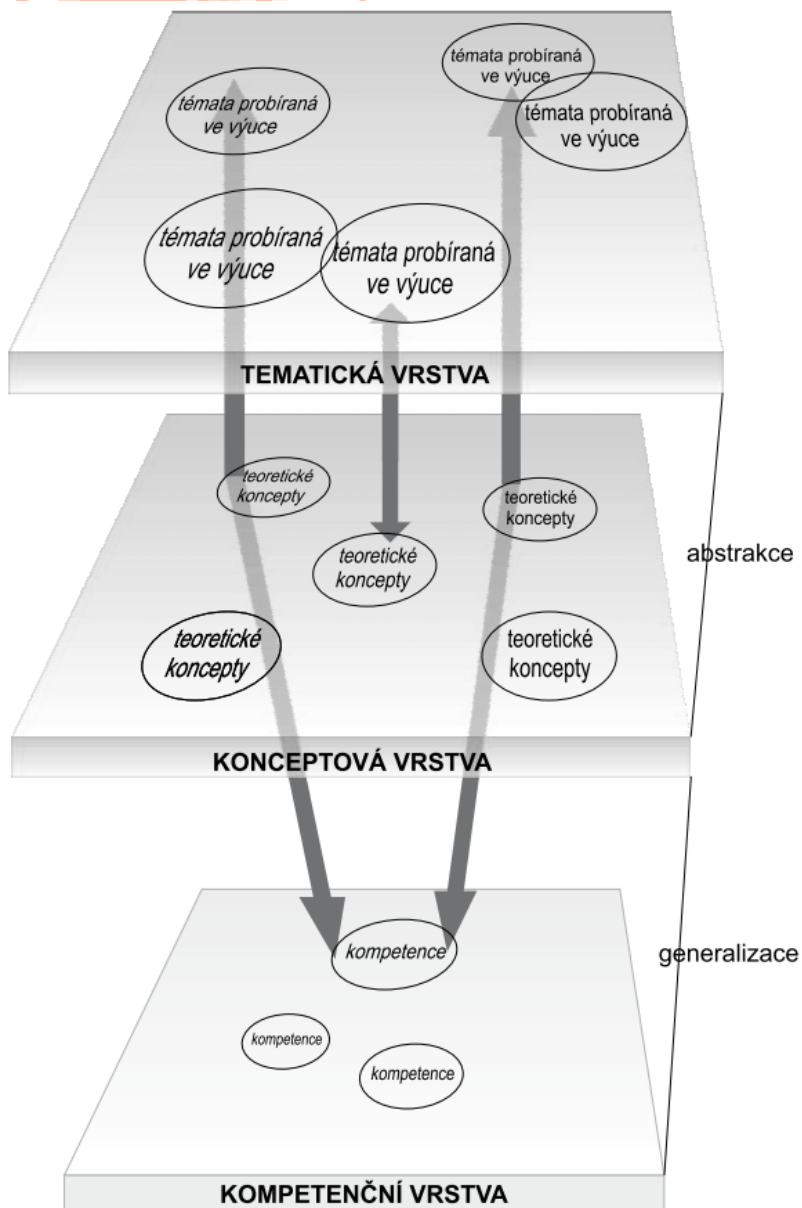 témata probíraná
ve výuce
témata probíraná
ve výuce
témata probíraná
ve výuce
témata probíraná
ve výuce
témata probíraná
ve výuce
TEMATICKÁ VRSTVA
teoretické
koncepty
teoretické
koncepty
teoretické
koncepty
abstrakce
teoretické
koncepty
teoretické
koncepty
KONCEPTOVÁ VRSTVA
kompetence
generalizace
kompetence
kompetence
KOMPETENČNÍ VRSTVA